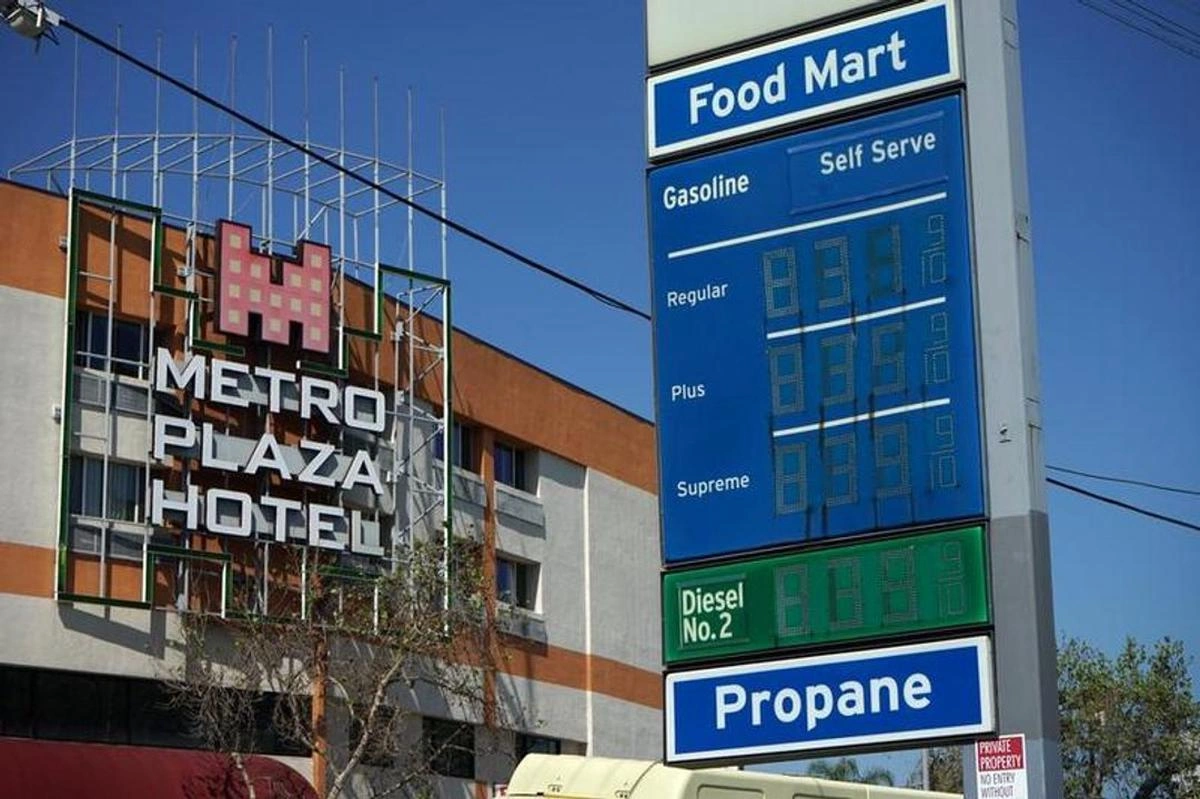 METRO
PLAZA
HOTEL
Food Mart
Self Serve
Gasoline
Regular
Plus
Supreme
Diesel
No. 2
Propane
PRIVATE
PROPERTY
NO ENTRY
WITHOUT